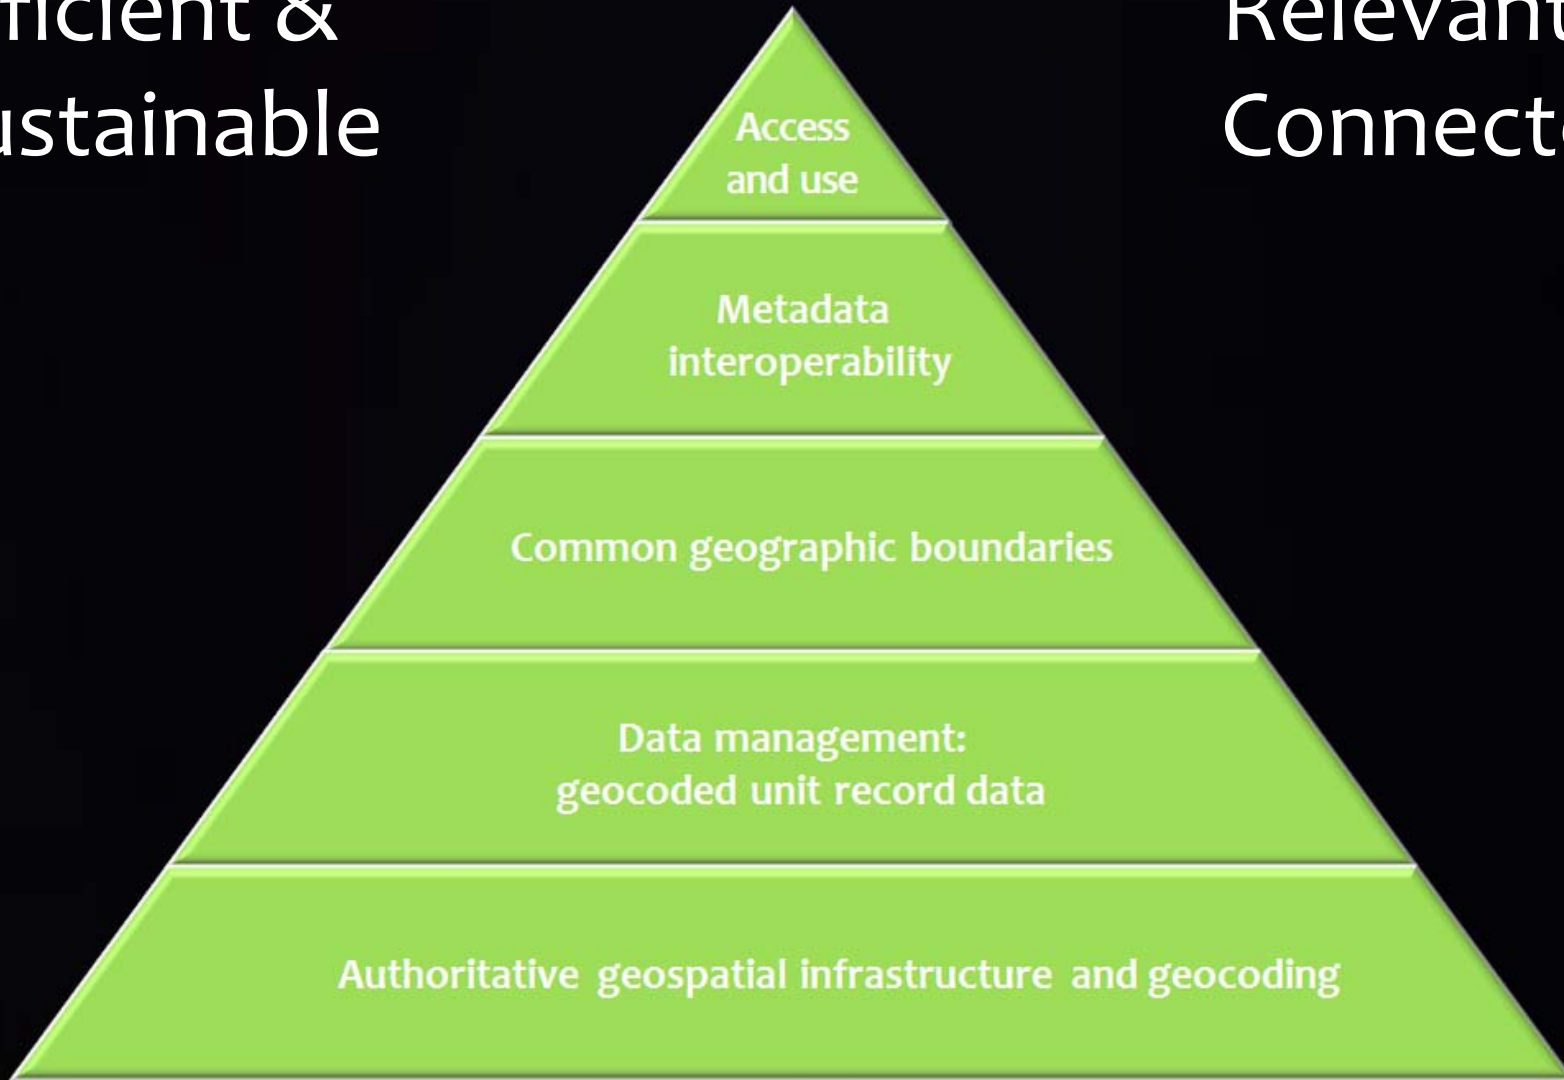 ficient &
ustainable
Relevant
Connect
Access
and use
Metadata
interoperability
Common geographic boundaries
Data management:
geocoded unit record data
Authoritative geospatial infrastructure and geocoding